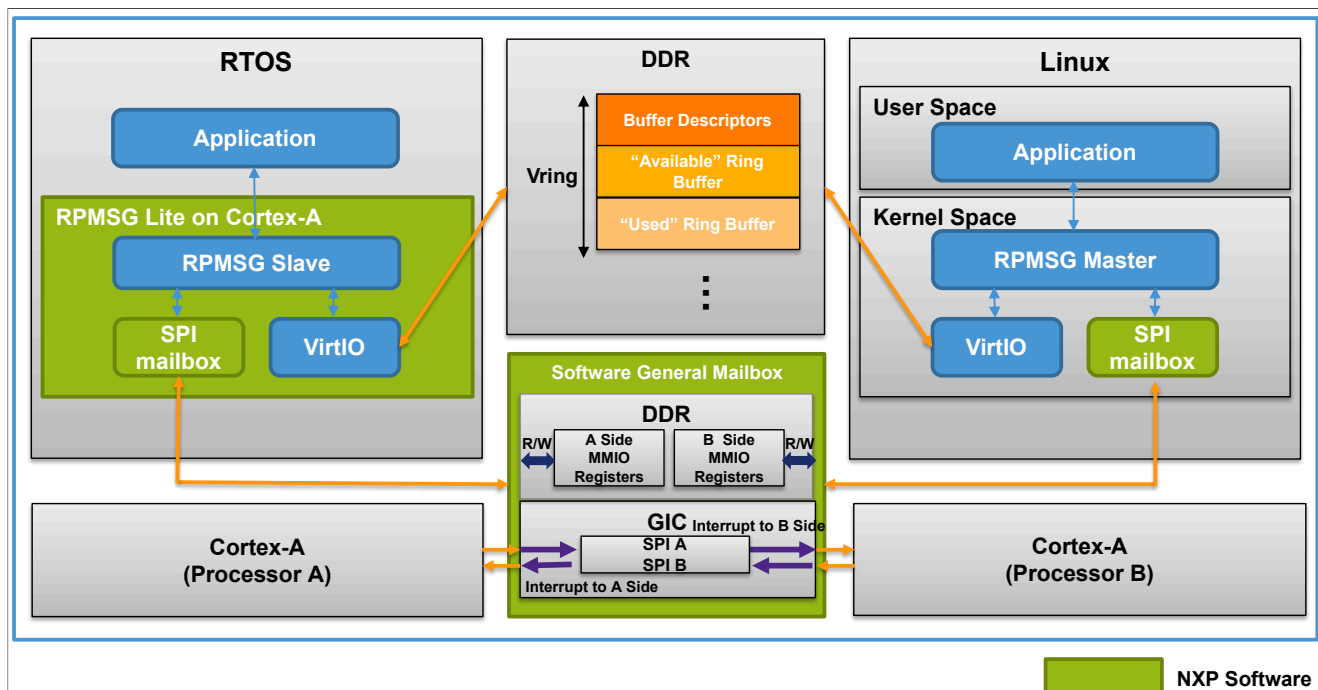 RTOS
Application
RPMSG Lite on Cortex-A
RPMSG Slave
SPI
mailbox
VirtIO
DDR
Vring
Buffer Descriptors
“Available” Ring
Buffer
“Used” Ring Buffer
Linux
User Space
Application
Kernel Space
RPMSG Master
VirtIO
SPI
mailbox
Software General Mailbox
DDR
R/W
A Side
MMIO
Registers
B Side
MMIO
Registers
R/W
GIC
Interrupt to B Side
SPI A
SPI B
Interrupt to A Side
Cortex-A
(Processor A)
Cortex-A
(Processor B)
NXP Software